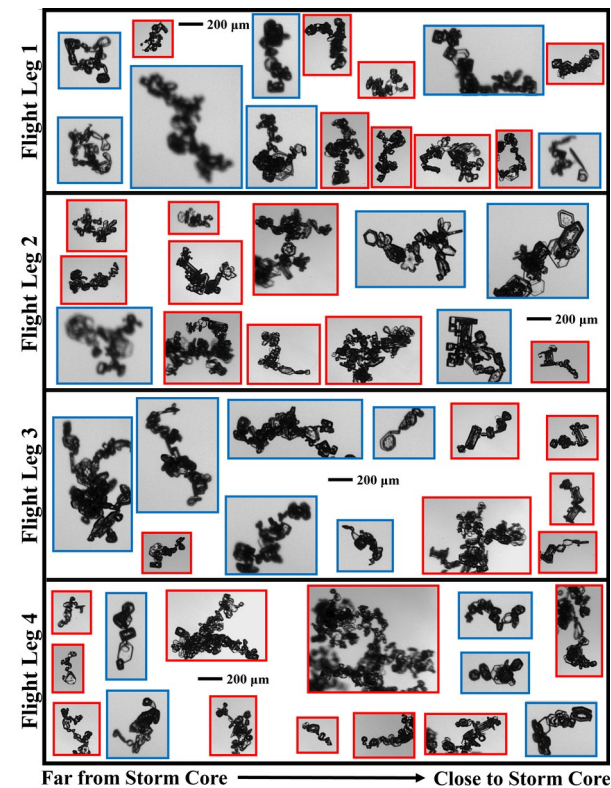 Flight Leg 1
200 µm
Flight Leg 2
200 µm
Flight Leg 3
200 µm
Flight Leg 4
200 µm
Far from Storm Core
Close to Storm Core